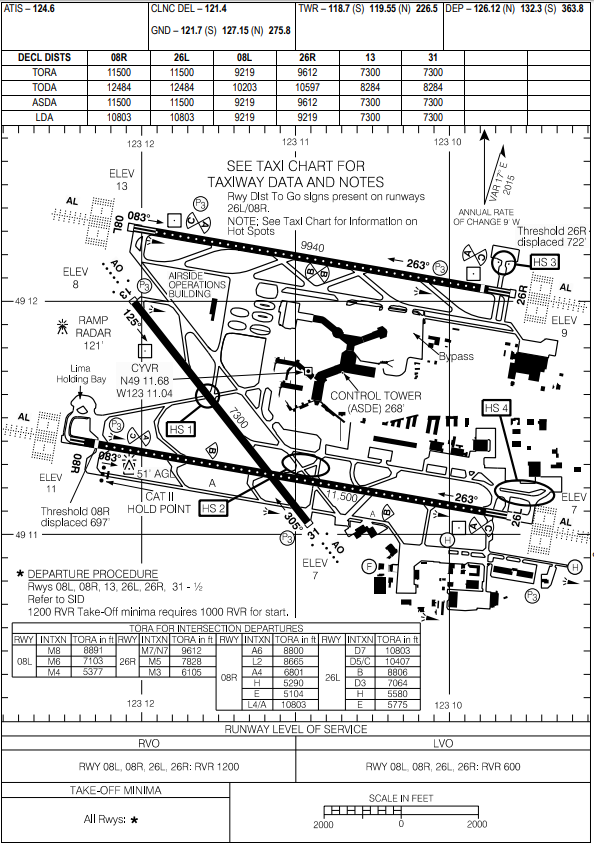 ATIS – 124.6
CLNC DEL – 121.4
GND – 121.7 (S) 127.15 (N) 275.8
TWR – 118.7 (S) 119.55 (N) 226.5
DEP – 126.12 (N) 132.3 (S) 363.8
DECL DISTS 08R 26L 08L 26R 13 31
TORA 11500 11500 9219 9612 7300 7300
TODA 12484 12484 10203 10597 8284 8284
ASDA 11500 11500 9219 9612 7300 7300
LDA 10803 10803 9219 9219 7300 7300
123 12 123 11 123 10
SEE TAXI CHART FOR
TAXIWAY DATA AND NOTES
Rwy Dist To Go signs present on runways
26L/08R.
NOTE; See Taxi Chart for Information on
Hot Spots
VAR 17° E
2015
ANNUAL RATE
OF CHANGE 9' W
ELEV
13
AL
08L
083°
P3
A
C
9940
B B
263°
P3
A
C
Threshold 26R
displaced 722'
HS 3
26R
AL
ELEV
9
ELEV
8
AO
13
P3
125°
AIRSIDE
OPERATIONS
BUILDING
49 12
RAMP
RADAR
121'
CYVR
N49 11.68
W123 11.04
Bypass
CONTROL TOWER
(ASDE) 268'
Lima
Holding Bay
HS 1
7300
HS 4
AL
P3
C
A
08R
083°
51' AGL
B
A
ELEV
11
CAT II
HOLD POINT
HS 2
Threshold 08R
displaced 697'
11,500
263°
A
B
A
C
26L
ELEV
7
AL
49 11
305°
31
P3
AO
ELEV
7
H
F
P3
H
* DEPARTURE PROCEDURE
Rwys 08L, 08R, 13, 26L, 26R, 31 - ½
Refer to SID
1200 RVR Take-Off minima requires 1000 RVR for start.
TORA FOR INTERSECTION DEPARTURES
RWY INTXN TORA in ft RWY INTXN TORA in ft RWY INTXN TORA in ft RWY INTXN TORA in ft
08L M8 8891 26R M7/N7 9612 08R A6 8800 26L D7 10803
M6 7103 M5 7828 L2 8665 D5/C 10407
M4 5377 M3 6105 A4 6801 B 8806
H 5290 D3 7064
E 5104 H 5580
L4/A 10803 E 5775
123 12 123 10
RUNWAY LEVEL OF SERVICE
RVO LVO
RWY 08L, 08R, 26L, 26R: RVR 1200
RWY 08L, 08R, 26L, 26R: RVR 600
TAKE-OFF MINIMA
All Rwys: *
SCALE IN FEET
2000 0 2000